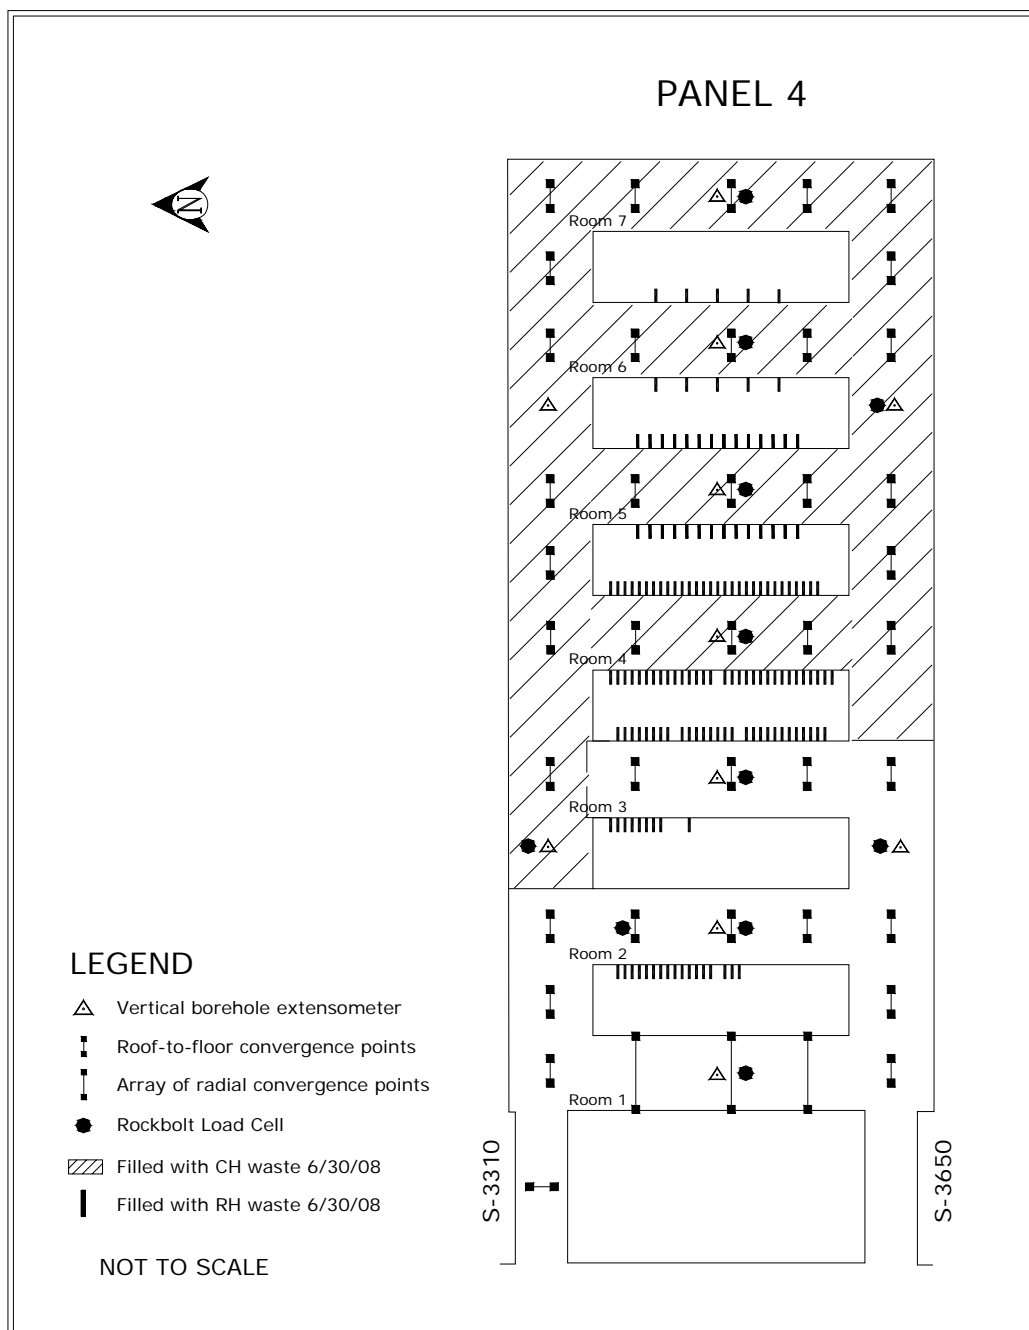 PANEL 4
N
Room 7
Room 6
Room 5
Room 4
Room 3
Room 2
Room 1
S-3310
S-3650
LEGEND
Vertical borehole extensometer
Roof-to-floor convergence points
Array of radial convergence points
Rockbolt Load Cell
Filled with CH waste 6/30/08
Filled with RH waste 6/30/08
NOT TO SCALE